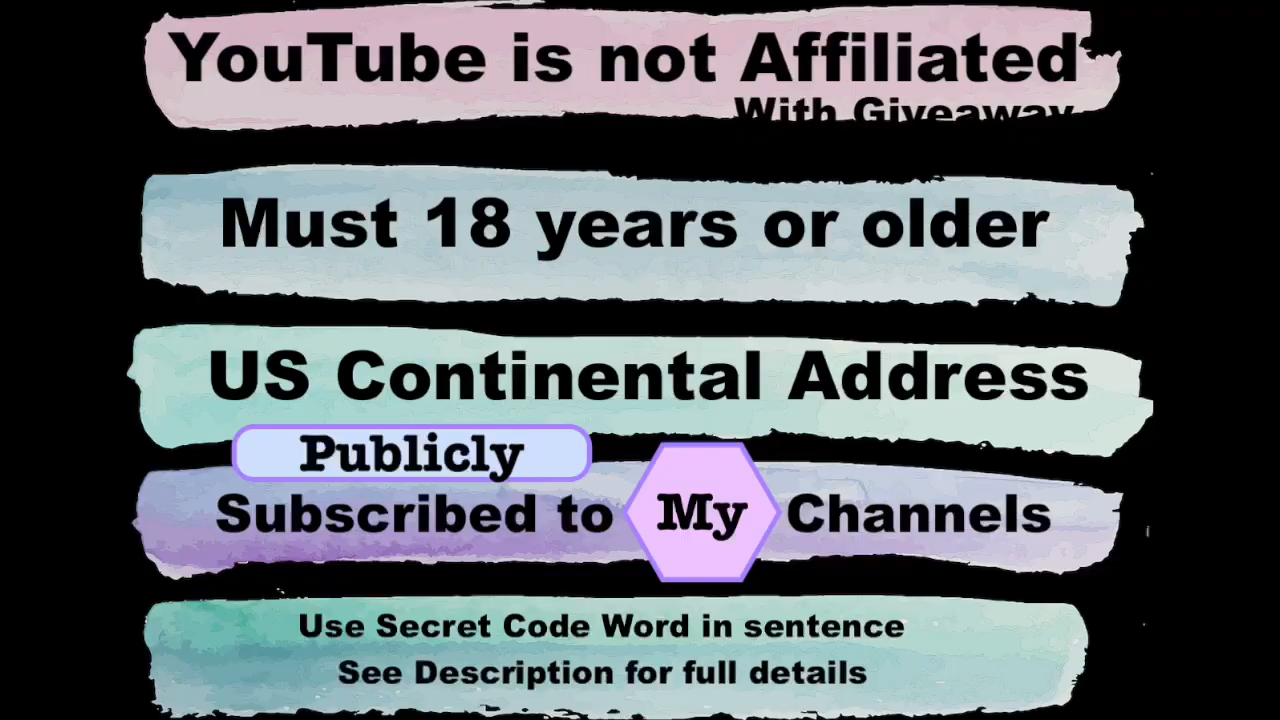 YouTube is not Affiliated
With Giveaway
Must 18 years or older
US Continental Address
Publicly
Subscribed to My Channels
Use Secret Code Word in sentence
See Description for full details